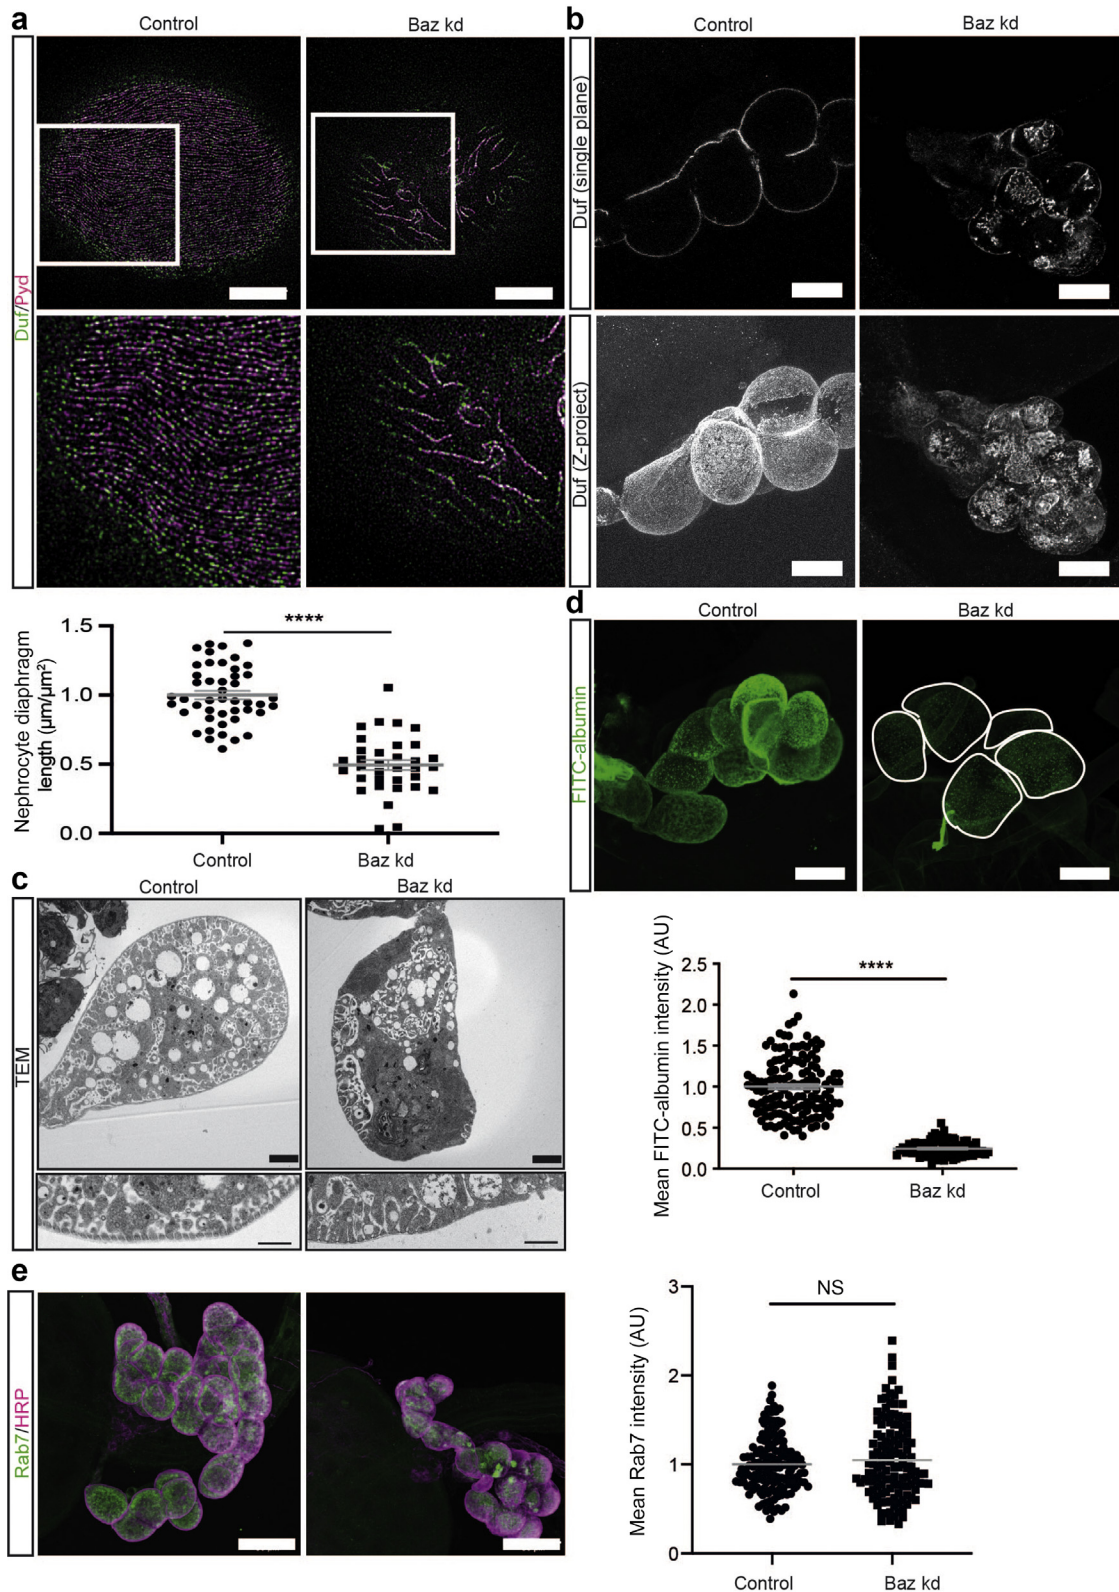 a
Control
Baz kd
Duf/Pyd
Nephrocyte diaphragm
length (µm/µm²)
1.5
1.0
0.5
0.0
****
Control
Baz kd
b
Control
Baz kd
Duf (single plane)
Duf (Z-project)
c
Control
Baz kd
TEM
d
Control
Baz kd
FITC-albumin
Mean FITC-albumin intensity (AU)
2.5
2.0
1.5
1.0
0.5
0.0
****
Control
Baz kd
e
Rab7/HRP
Mean Rab7 intensity (AU)
3
2
1
0
NS
Control
Baz kd